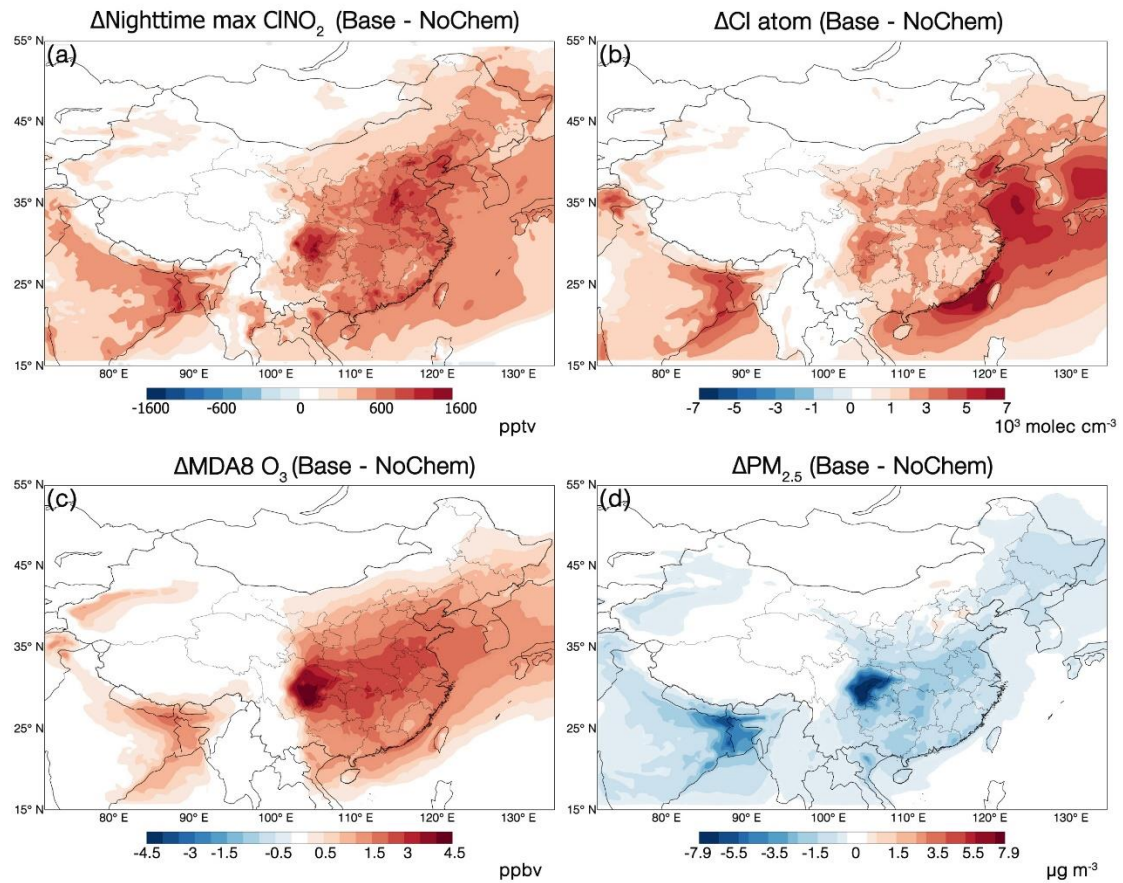 ΔNighttime max ClNO₂ (Base - NoChem)
(a)
55° N
45° N
35° N
25° N
15° N
80° E 90° E 100° E 110° E 120° E 130° E
-1600 -600 0 600 1600
pptv
ΔCl atom (Base - NoChem)
(b)
55° N
45° N
35° N
25° N
15° N
80° E 90° E 100° E 110° E 120° E 130° E
-7 -5 -3 -1 0 1 3 5 7
10³ molec cm⁻³
ΔMDA8 O₃ (Base - NoChem)
(c)
55° N
45° N
35° N
25° N
15° N
80° E 90° E 100° E 110° E 120° E 130° E
-4.5 -3 -1.5 -0.5 0.5 1.5 3 4.5
ppbv
ΔPM₂.₅ (Base - NoChem)
(d)
55° N
45° N
35° N
25° N
15° N
80° E 90° E 100° E 110° E 120° E 130° E
-7.9 -5.5 -3.5 -1.5 0 1.5 3.5 5.5 7.9
μg m⁻³